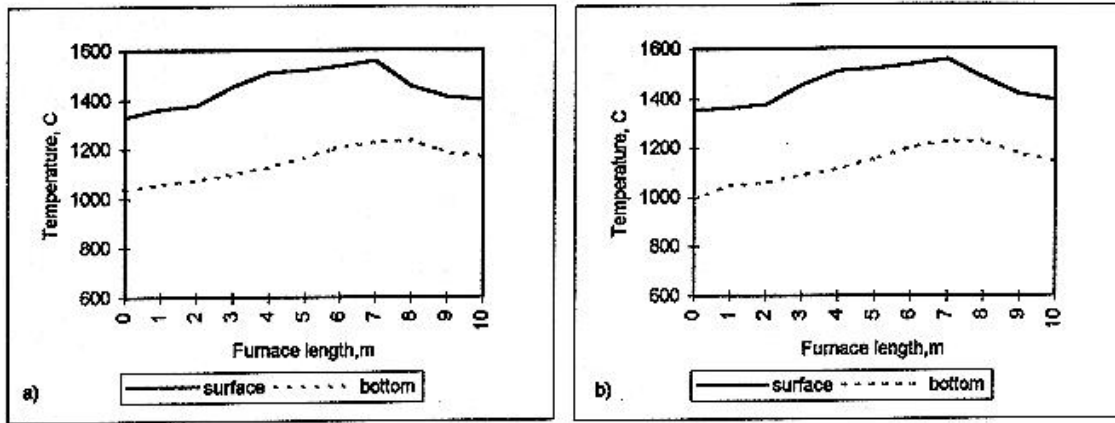 1600
1400
1200
1000
800
600
Temperature, C
0 1 2 3 4 5 6 7 8 9 10
Furnace length,m
surface bottom
a)
1600
1400
1200
1000
800
600
Temperature, C
0 1 2 3 4 5 6 7 8 9 10
Furnace length,m
surface bottom
b)